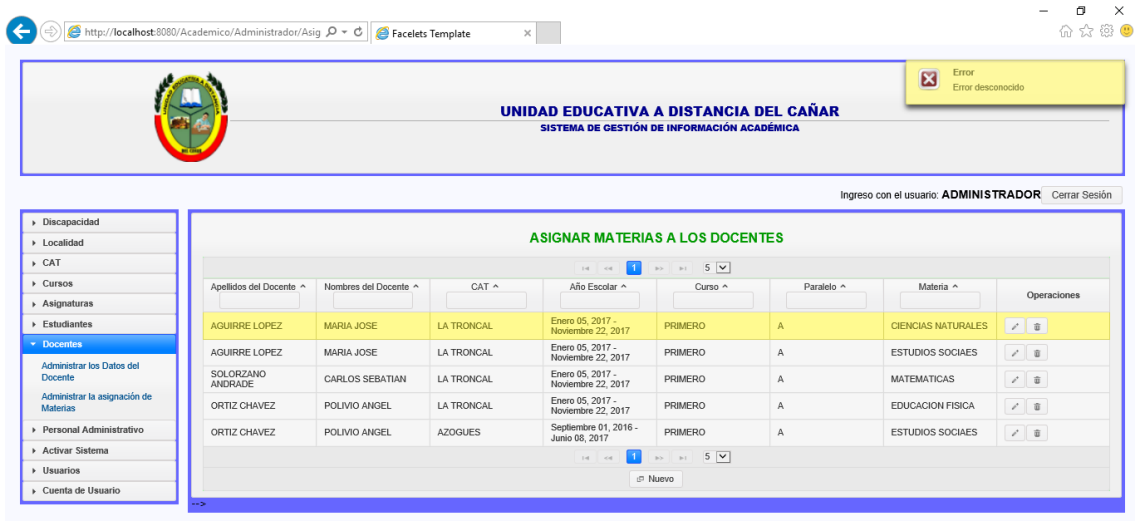 http://localhost:8080/Academico/Administrador/Asig
Facelets Template
Error
Error desconocido
UNIDAD EDUCATIVA A DISTANCIA DEL CAÑAR
SISTEMA DE GESTIÓN DE INFORMACIÓN ACADÉMICA
Ingreso con el usuario: ADMINISTRADOR Cerrar Sesión
Discapacidad
Localidad
CAT
Cursos
Asignaturas
Estudiantes
Docentes
Administrar los Datos del
Docente
Administrar la asignación de
Materias
Personal Administrativo
Activar Sistema
Usuarios
Cuenta de Usuario
ASIGNAR MATERIAS A LOS DOCENTES
1 5
Apellidos del Docente Nombres del Docente CAT Año Escolar Curso Paralelo Materia Operaciones
AGUIRRE LOPEZ MARIA JOSE LA TRONCAL Enero 05, 2017 - Noviembre 22, 2017 PRIMERO A CIENCIAS NATURALES
AGUIRRE LOPEZ MARIA JOSE LA TRONCAL Enero 05, 2017 - Noviembre 22, 2017 PRIMERO A ESTUDIOS SOCIAES
SOLORZANO ANDRADE CARLOS SEBATIAN LA TRONCAL Enero 05, 2017 - Noviembre 22, 2017 PRIMERO A MATEMATICAS
ORTIZ CHAVEZ POLIVIO ANGEL LA TRONCAL Enero 05, 2017 - Noviembre 22, 2017 PRIMERO A EDUCACION FISICA
ORTIZ CHAVEZ POLIVIO ANGEL AZOGUES Septiembre 01, 2016 - Junio 08, 2017 PRIMERO A ESTUDIOS SOCIAES
1 5
Nuevo
-->